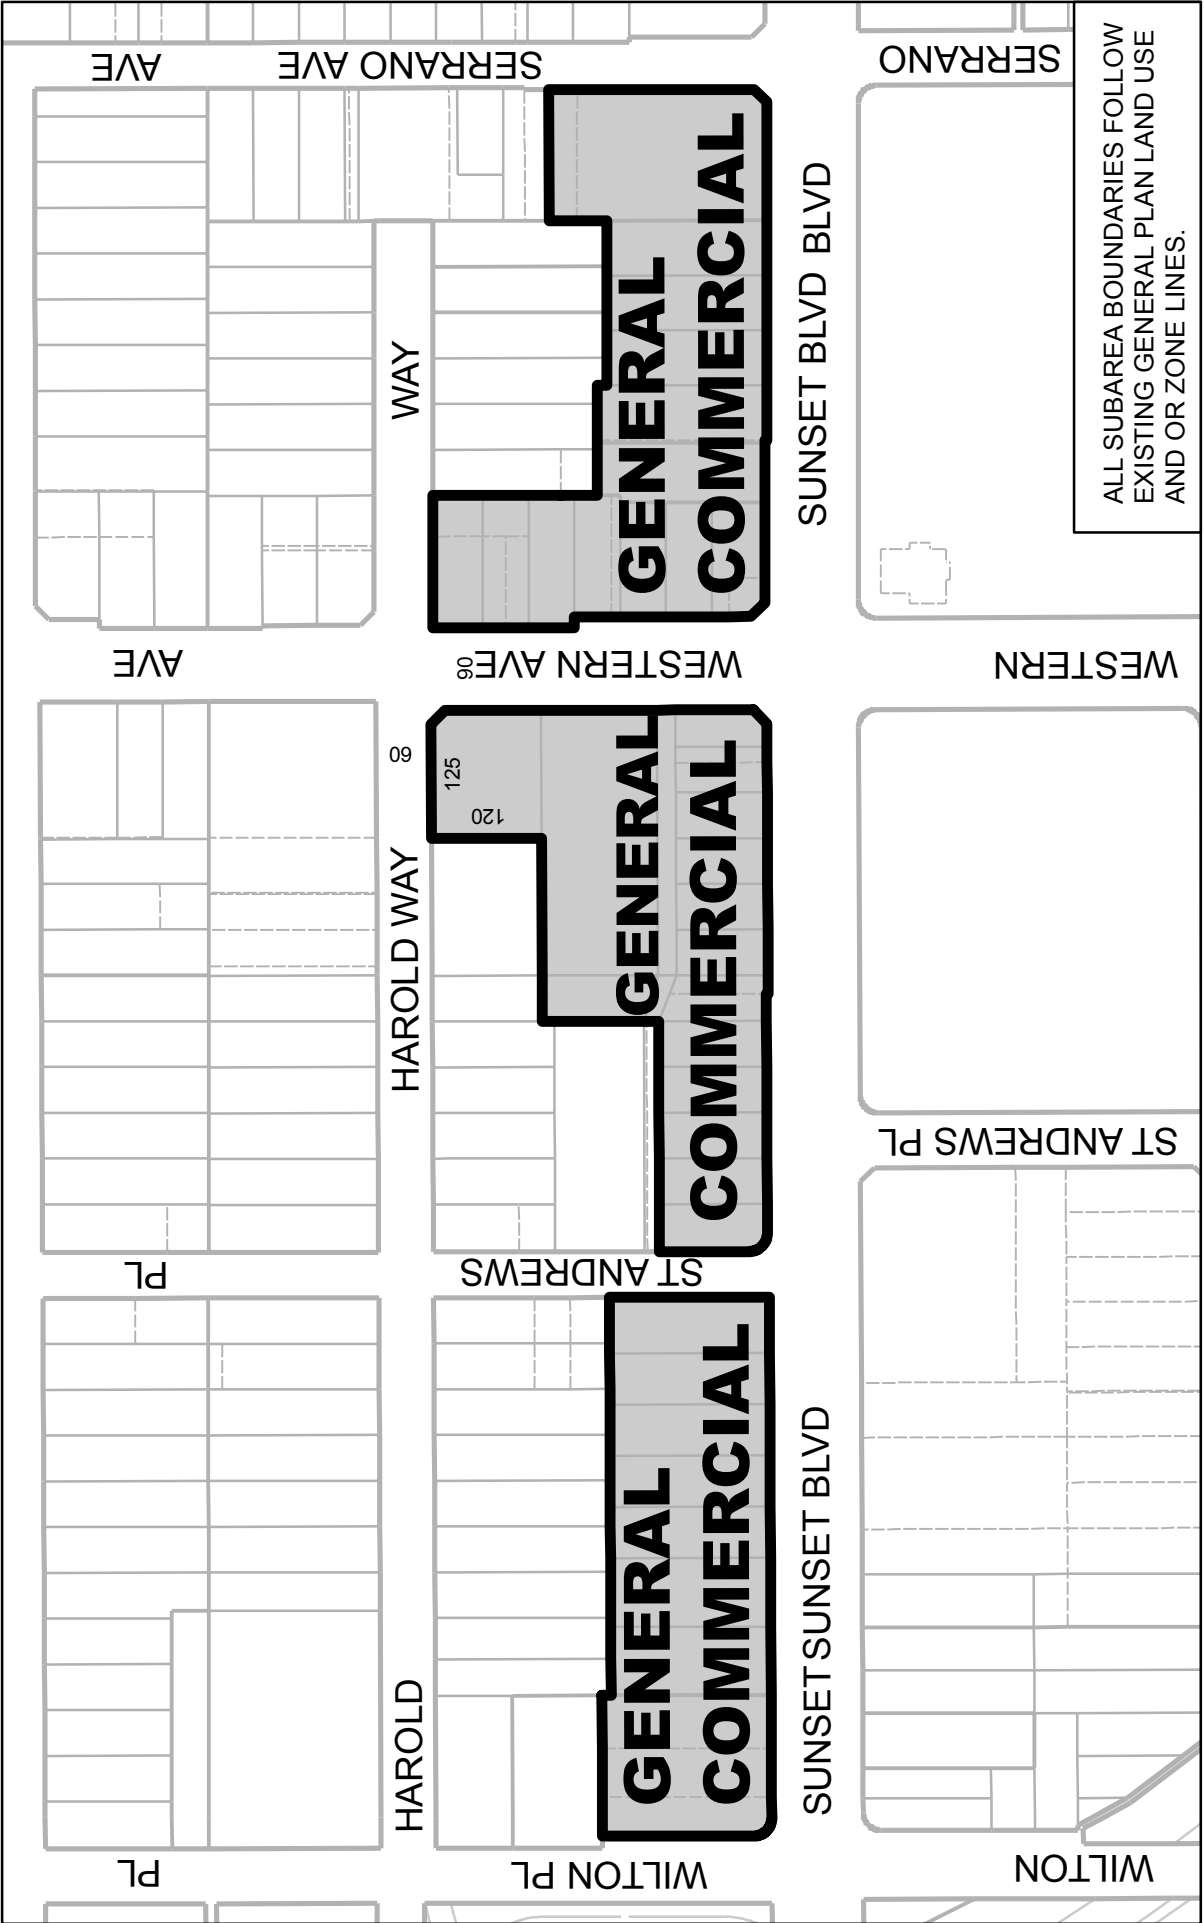 AVE
SERRANO AVE
SERRANO
ALL SUBAREA BOUNDARIES FOLLOW
EXISTING GENERAL PLAN LAND USE
AND OR ZONE LINES.
WAY
GENERAL
COMMERCIAL
SUNSET BLVD BLVD
AVE
WESTERN AVE
90
WESTERN
60
125
120
HAROLD WAY
GENERAL
COMMERCIAL
ST ANDREWS PL
PL
ST ANDREWS
GENERAL
COMMERCIAL
SUNSET SUNSET BLVD
HAROLD
PL
WILTON PL
WILTON